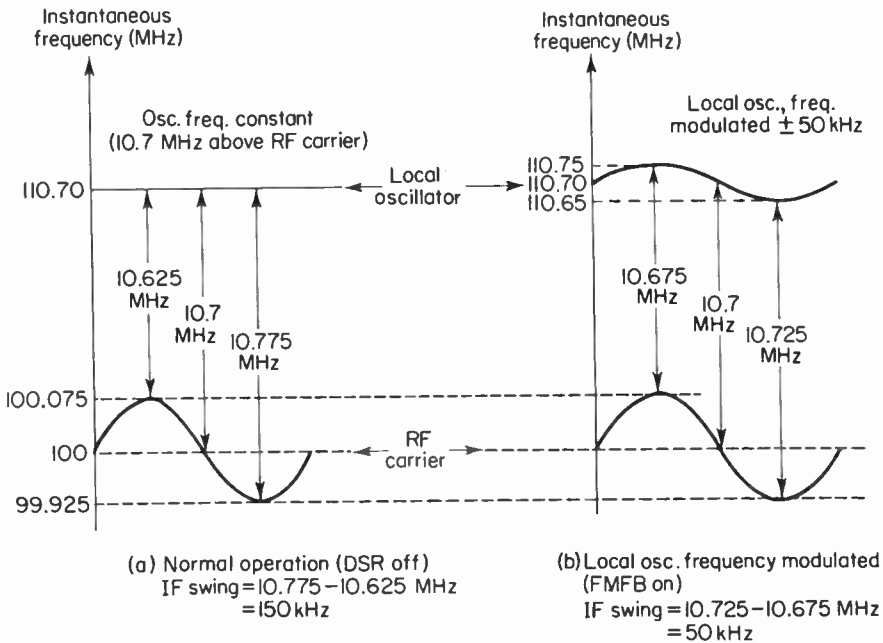 Instantaneous
frequency (MHz)
Osc. freq. constant
(10.7 MHz above RF carrier)
110.70
10.625
MHz
10.7
MHz
10.775
MHz
100.075
100
99.925
Local
oscillator
RF
carrier
(a) Normal operation (DSR off)
IF swing=10.775-10.625 MHz
=150kHz
Instantaneous
frequency (MHz)
Local osc., freq.
modulated ± 50 kHz
110.75
110.70
110.65
10.675
MHz
10.7
MHz
10.725
MHz
(b) Local osc. frequency modulated
(FMFB on)
IF swing=10.725-10.675 MHz
= 50 kHz